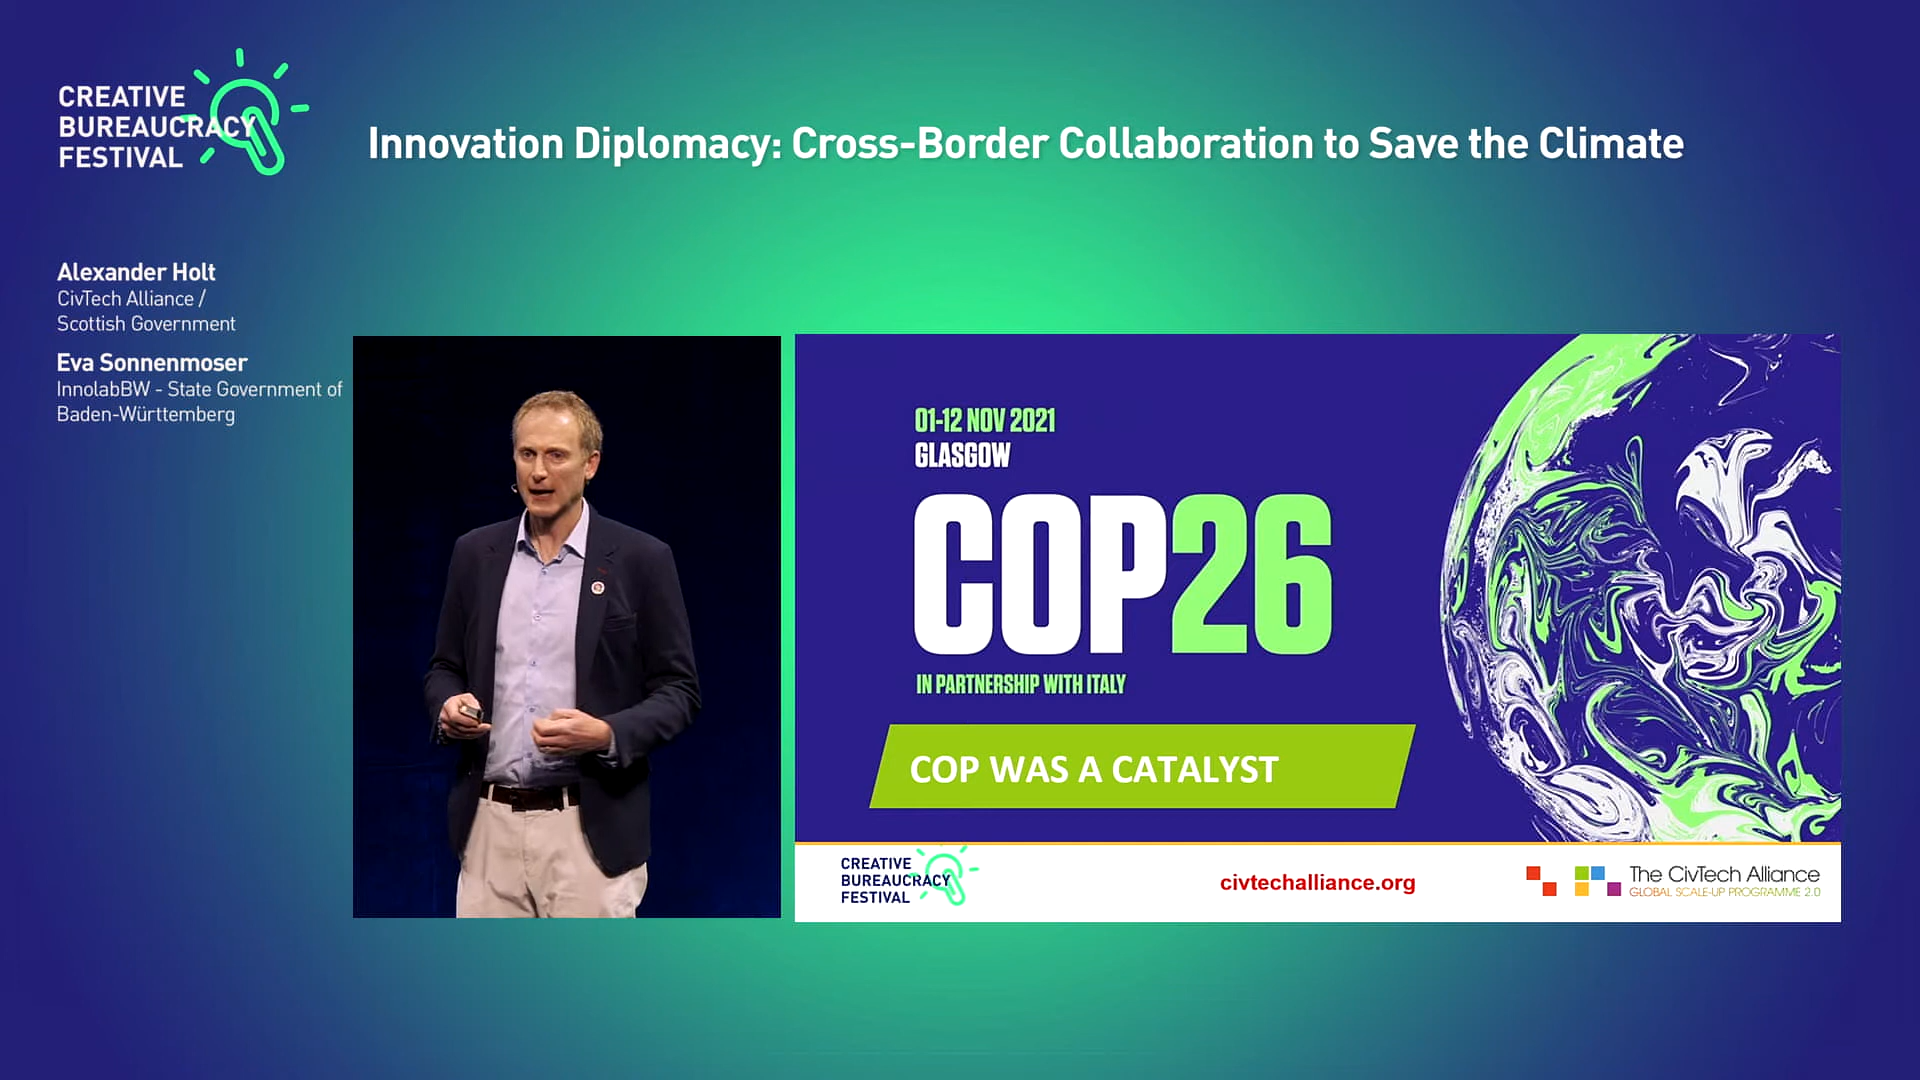 CREATIVE
BUREAUCRACY
FESTIVAL
Innovation Diplomacy: Cross-Border Collaboration to Save the Climate
Alexander Holt
CivTech Alliance /
Scottish Government
Eva Sonnenmoser
InnolabBW - State Government of
Baden-Württemberg
01-12 NOV 2021
GLASGOW
COP26
IN PARTNERSHIP WITH ITALY
COP WAS A CATALYST
CREATIVE
BUREAUCRACY
FESTIVAL
civtechalliance.org
The CivTech Alliance
GLOBAL SCALE-UP PROGRAMME 2.0